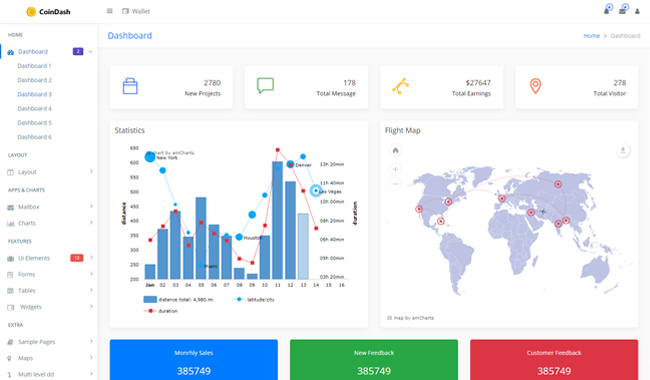 CoinDash
Wallet
HOME
Dashboard 2
Dashboard 1
Dashboard 2
Dashboard 3
Dashboard 4
Dashboard 5
Dashboard 6
LAYOUT
Layout
APPS & CHARTS
Mailbox
Charts
FEATURES
UI Elements 12
Forms
Tables
Widgets
EXTRA
Sample Pages
Maps
Multi level dd
Dashboard
Home » Dashboard
2780
New Projects
178
Total Message
$27647
Total Earnings
278
Total Visitor
Statistics
chart by amCharts
New York
Denver
Las Vegas
Houston
Miami
650
600
550
500
450
400
350
300
250
200
distance
13h 20min
11h 40min
10h 00min
08h 20min
06h 40min
05h 00min
03h 20min
duration
Jan 02 03 04 05 06 07 08 09 10 11 12 13 14 15 16
distance total: 4,980 mi
latitude/city
duration
Flight Map
JS map by amCharts
Monrhly Sales
385749
New Feedback
385749
Customer Feedback
385749